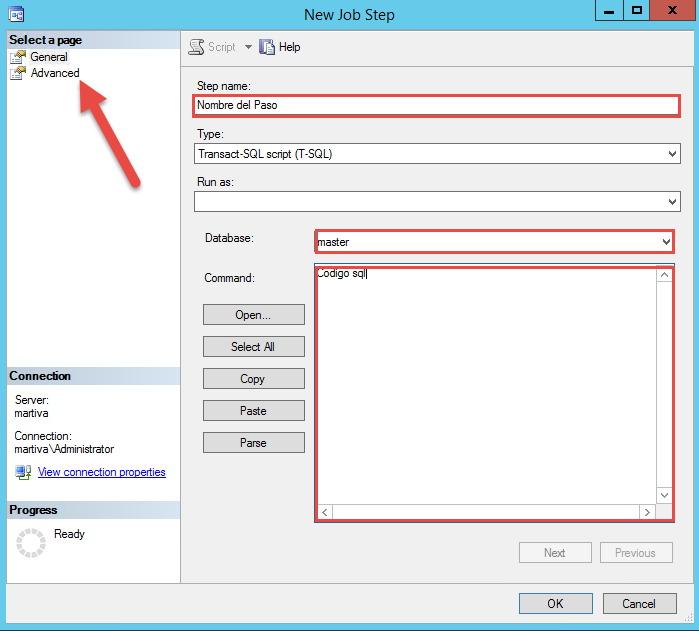 New Job Step
Select a page
General
Advanced
Script
Help
Step name:
Nombre del Paso
Type:
Transact-SQL script (T-SQL)
Run as:
Database:
master
Command:
Codigo sql
Open...
Select All
Copy
Paste
Parse
Connection
Server:
martiva
Connection:
martiva\Administrator
View connection properties
Progress
Ready
Next
Previous
OK
Cancel